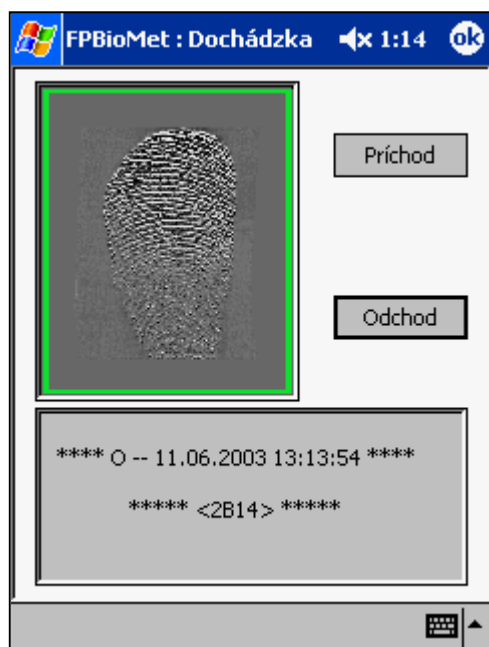 FPBioMet : Dochádzka 1:14 ok
Príchod
Odchod
**** O -- 11.06.2003 13:13:54 ****
***** <2B14> *****